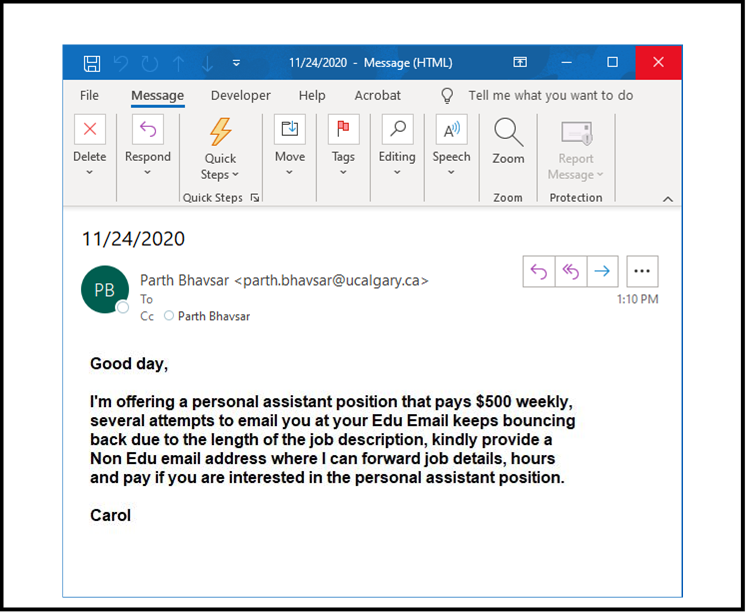 11/24/2020 - Message (HTML)
File Message Developer Help Acrobat Tell me what you want to do
Delete Respond Quick Steps Move Tags Editing Speech Zoom Report Message
Quick Steps Zoom Protection
11/24/2020
PB
Parth Bhavsar <parth.bhavsar@ucalgary.ca>
To
Cc Parth Bhavsar
1:10 PM
Good day,
I'm offering a personal assistant position that pays $500 weekly,
several attempts to email you at your Edu Email keeps bouncing
back due to the length of the job description, kindly provide a
Non Edu email address where I can forward job details, hours
and pay if you are interested in the personal assistant position.
Carol